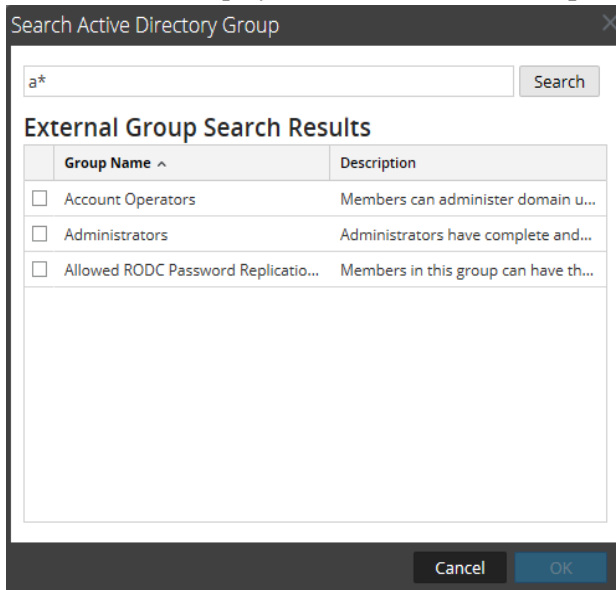 Search Active Directory Group
a*
Search
External Group Search Results
Group Name Description
Account Operators Members can administer domain u...
Administrators Administrators have complete and...
Allowed RODC Password Replicatio... Members in this group can have th...
Cancel OK